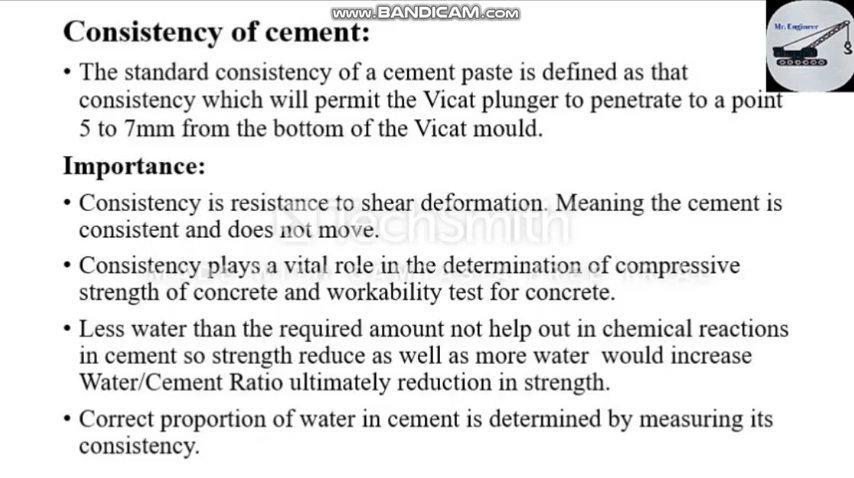 www.BANDICAM.com
Mr. Engineer
Consistency of cement:
• The standard consistency of a cement paste is defined as that
consistency which will permit the Vicat plunger to penetrate to a point
5 to 7mm from the bottom of the Vicat mould.
Importance:
• Consistency is resistance to shear deformation. Meaning the cement is
consistent and does not move.
TechSmith
• Consistency plays a vital role in the determination of compressive
strength of concrete and workability test for concrete.
• Less water than the required amount not help out in chemical reactions
in cement so strength reduce as well as more water would increase
Water/Cement Ratio ultimately reduction in strength.
• Correct proportion of water in cement is determined by measuring its
consistency.